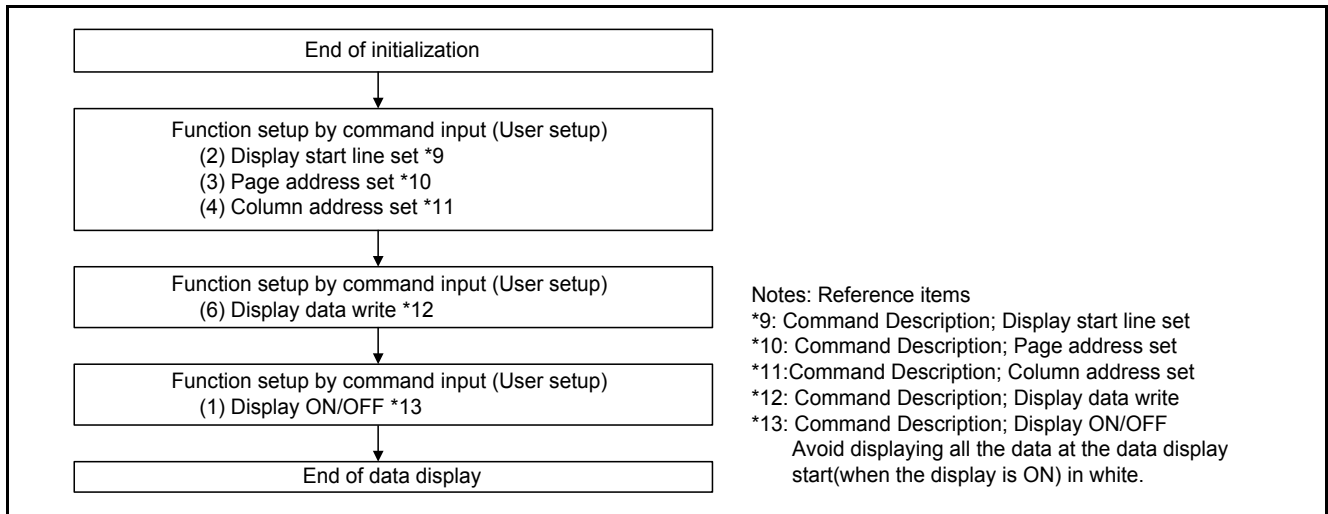 End of initialization
Function setup by command input (User setup)
(2) Display start line set *9
(3) Page address set *10
(4) Column address set *11
Function setup by command input (User setup)
(6) Display data write *12
Function setup by command input (User setup)
(1) Display ON/OFF *13
End of data display
Notes: Reference items
*9: Command Description; Display start line set
*10: Command Description; Page address set
*11:Command Description; Column address set
*12: Command Description; Display data write
*13: Command Description; Display ON/OFF
Avoid displaying all the data at the data display
start(when the display is ON) in white.